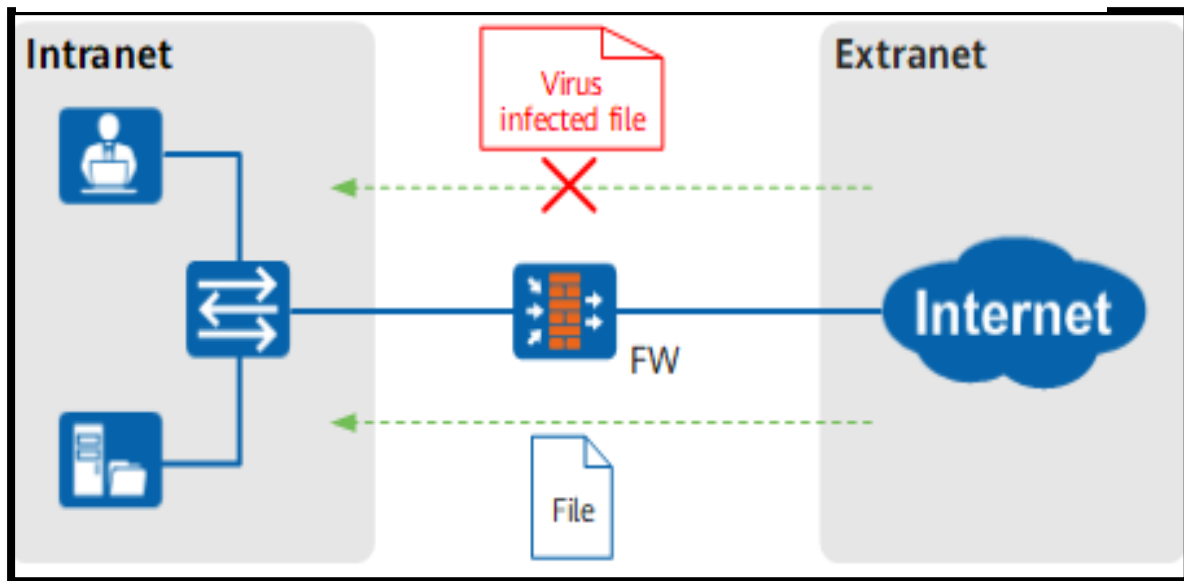 Intranet
Virus
infected file
Extranet
Internet
FW
File